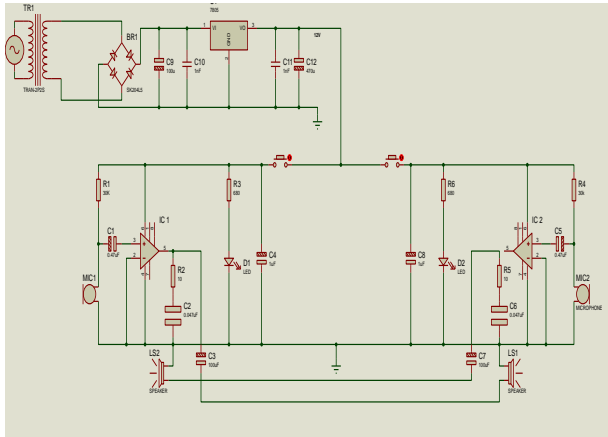 TR1
TRAN-2P2S
BR1
C9
100u
C10
1nF
7805
1
VI
VO
3
GND
2
C11
1nF
C12
470u
12V
R1
30K
C1
0.47uF
MIC1
IC 1
3
2
5
R2
10
C2
0.047uF
R3
680
D1
LED
C4
1uF
C3
100uF
LS2
SPEAKER
C8
1uF
R6
680
D2
LED
C7
100uF
IC 2
5
3
2
R5
10
C6
0.047uF
C5
0.47uF
R4
30k
MIC2
MICROPHONE
LS1
SPEAKER